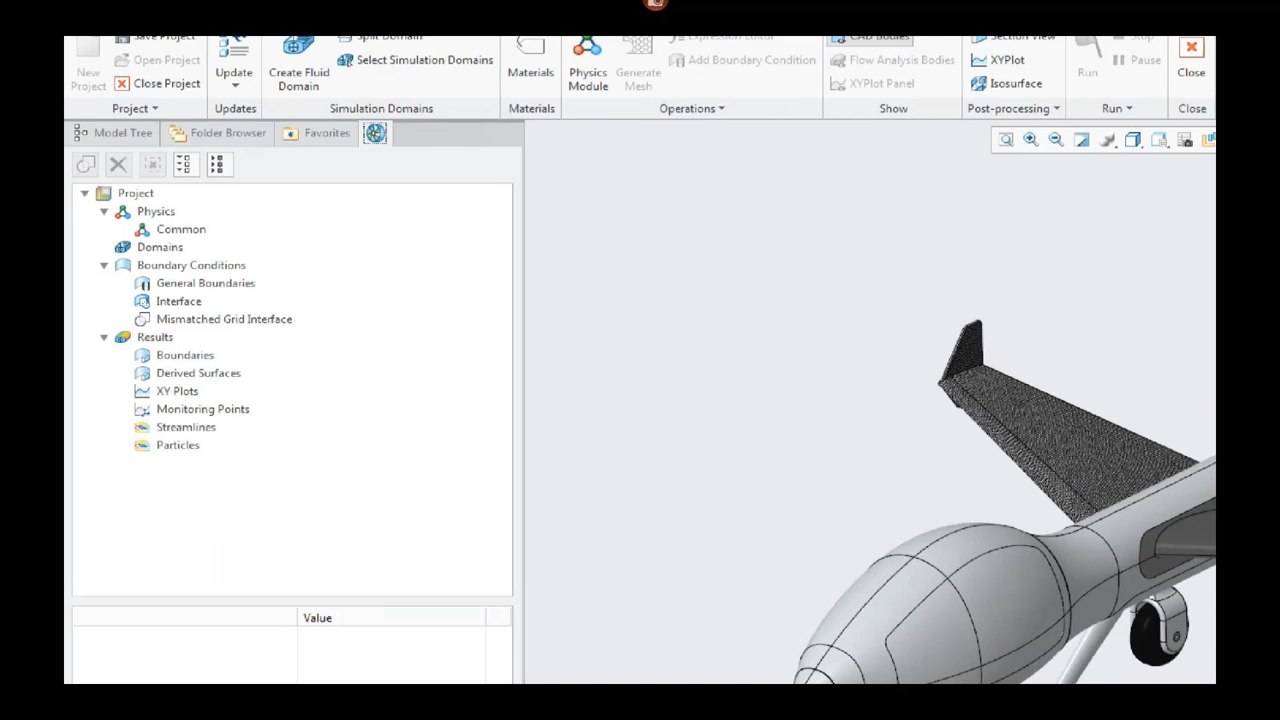 Save Project
Split Domain
Expression Editor
CAD Bodies
Section View
Stop
New Project
Open Project
Close Project
Update
Create Fluid Domain
Select Simulation Domains
Materials
Physics Module
Generate Mesh
Add Boundary Condition
Flow Analysis Bodies
XYPlot Panel
XYPlot
Isosurface
Run
Pause
Close
Project
Updates
Simulation Domains
Materials
Operations
Show
Post-processing
Run
Close
Model Tree
Folder Browser
Favorites
Project
Physics
Common
Domains
Boundary Conditions
General Boundaries
Interface
Mismatched Grid Interface
Results
Boundaries
Derived Surfaces
XY Plots
Monitoring Points
Streamlines
Particles
Value